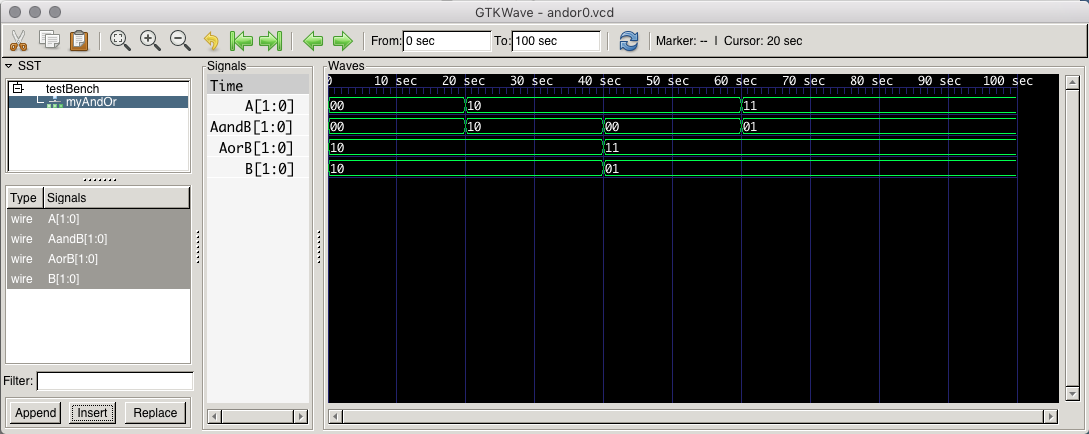 GTKWave - andor0.vcd
From: 0 sec To: 100 sec Marker: -- | Cursor: 20 sec
SST
testBench
myAndOr
Type Signals
wire A[1:0]
wire AandB[1:0]
wire AorB[1:0]
wire B[1:0]
Filter:
Append Insert Replace
Signals
Time
A[1:0]
AandB[1:0]
AorB[1:0]
B[1:0]
Waves
0 10 sec 20 sec 30 sec 40 sec 50 sec 60 sec 70 sec 80 sec 90 sec 100 sec
00 10 11
00 10 00 01
10 11
10 01